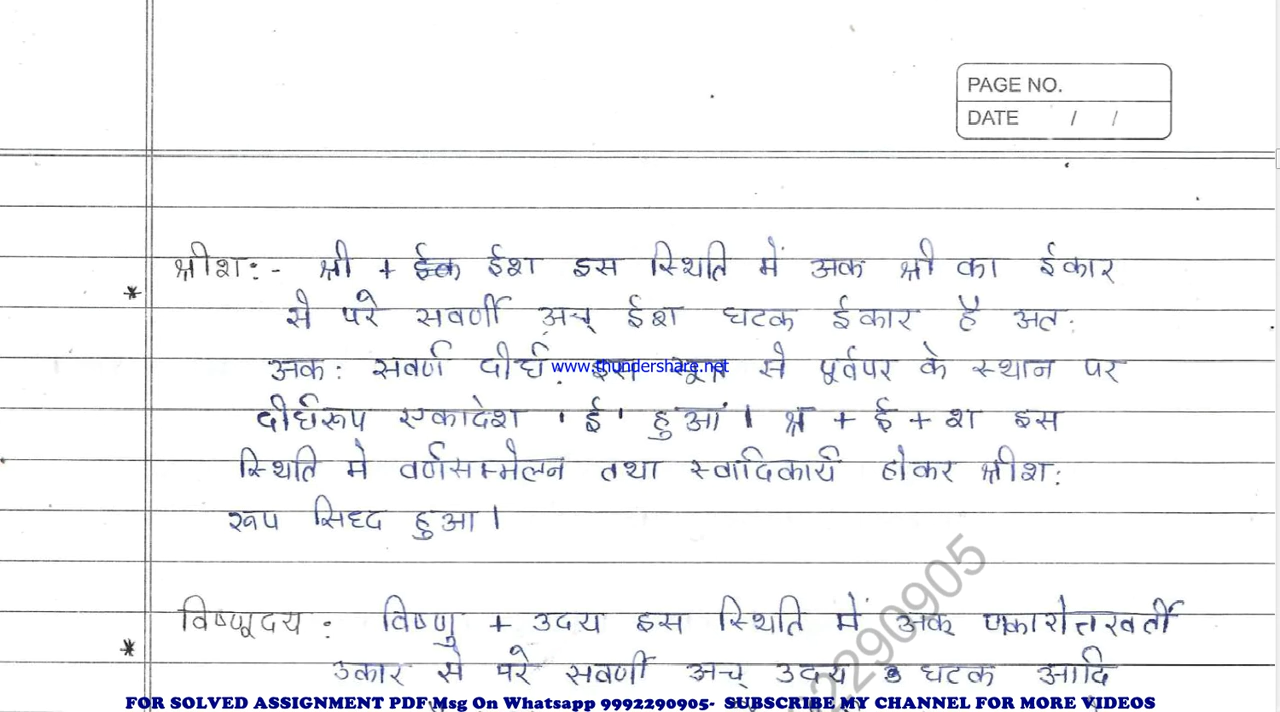 PAGE NO.
DATE / /
श्रीश: - श्री + ईश इस स्थिति में अक श्री का ईकार
* से परे सवर्णी अच् ईश घटक ईकार है अत:
अक: सवर्ण दीर्घ: इस सूत्र से पूर्वपर के स्थान पर
www.thundershare.net
दीर्घरूप एकादेश 'ई' हुआ। श्र + ई + श इस
स्थिति मे वर्णसम्मेलन तथा स्वादिकार्य होकर श्रीश:
रूप सिध्द हुआ।
विष्णूदय: विष्णु + उदय इस स्थिति में अक् णकारोत्तरवर्ती
* उकार से परे सवर्णी अच् उदय घटक आदि
229905
FOR SOLVED ASSIGNMENT PDF Msg On Whatsapp 9992290905- SUBSCRIBE MY CHANNEL FOR MORE VIDEOS